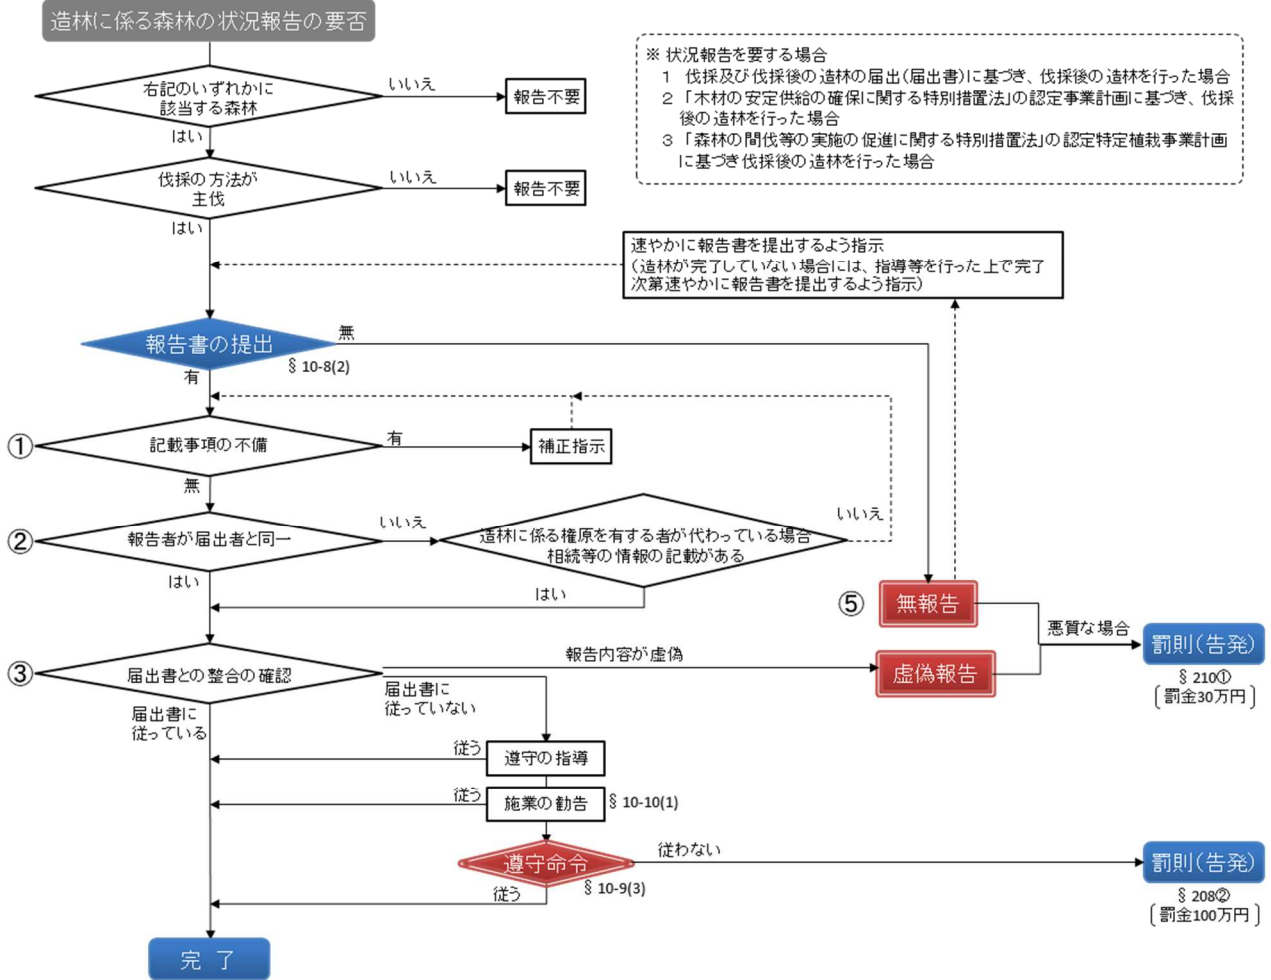 造林に係る森林の状況報告の要否
※ 状況報告を要する場合
1 伐採及び伐採後の造林の届出(届出書)に基づき、伐採後の造林を行った場合
2 「木材の安定供給の確保に関する特別措置法」の認定事業計画に基づき、伐採
後の造林を行った場合
3 「森林の間伐等の実施の促進に関する特別措置法」の認定特定植栽事業計画
に基づき伐採後の造林を行った場合
右記のいずれかに
該当する森林
いいえ
報告不要
はい
伐採の方法が
主伐
いいえ
報告不要
はい
速やかに報告書を提出するよう指示
(造林が完了していない場合には、指導等を行った上で完了
次第速やかに報告書を提出するよう指示)
報告書の提出
無
§ 10-8(2)
有
①
記載事項の不備
有
補正指示
無
②
報告者が届出者と同一
いいえ
造林に係る権原を有する者が代わっている場合
相続等の情報の記載がある
いいえ
はい
はい
⑤
無報告
悪質な場合
罰則(告発)
§ 210①
〔罰金30万円〕
③
届出書との整合の確認
報告内容が虚偽
虚偽報告
届出書に
従っていない
届出書に
従っている
従う
遵守の指導
従う
施業の勧告
§ 10-10(1)
遵守命令
従わない
罰則(告発)
§ 10-9(3)
§ 208②
〔罰金100万円〕
従う
完 了